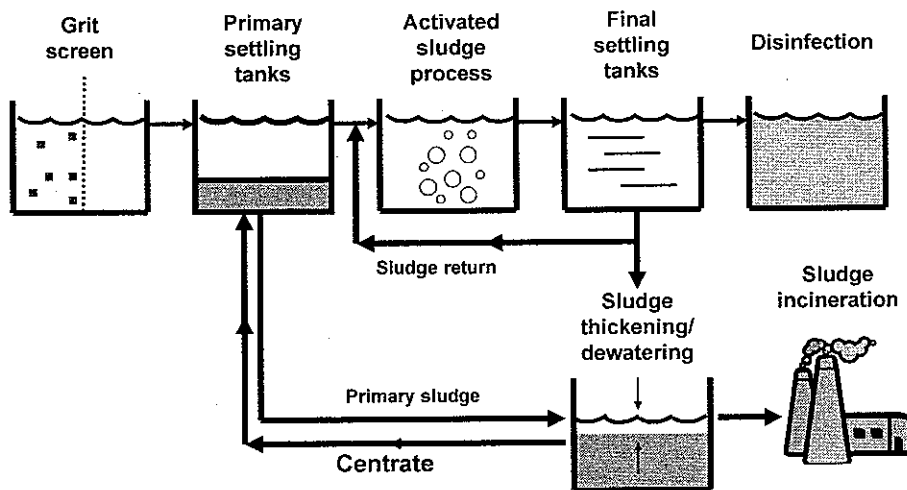 Grit
screen
Primary
settling
tanks
Activated
sludge
process
Final
settling
tanks
Disinfection
Sludge return
Sludge
thickening/
dewatering
Sludge
incineration
Primary sludge
Centrate